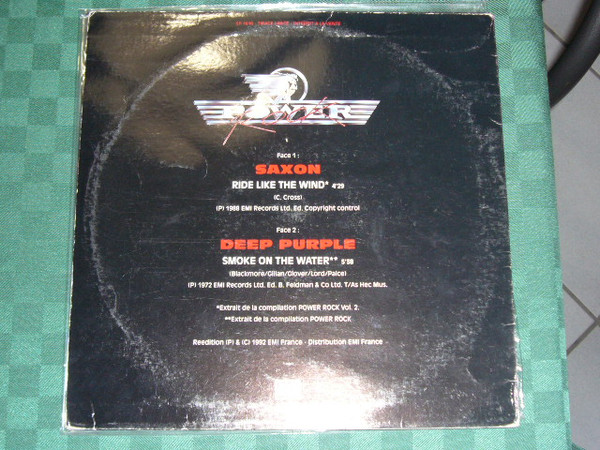 POWER
Rock
Face 1 :
SAXON
RIDE LIKE THE WIND* 4'29
(C. Cross)
(P) 1988 EMI Records Ltd. Ed. Copyright control
Face 2 :
DEEP PURPLE
SMOKE ON THE WATER** 5'59
(Blackmore/Gillan/Glover/Lord/Paice)
(P) 1972 EMI Records Ltd. Ed. B. Feldman & Co Ltd. T/As Hec Mus.
*Extrait de la compilation POWER ROCK Vol. 2.
**Extrait de la compilation POWER ROCK
Reedition (P) & (C) 1992 EMI France - Distribution EMI France